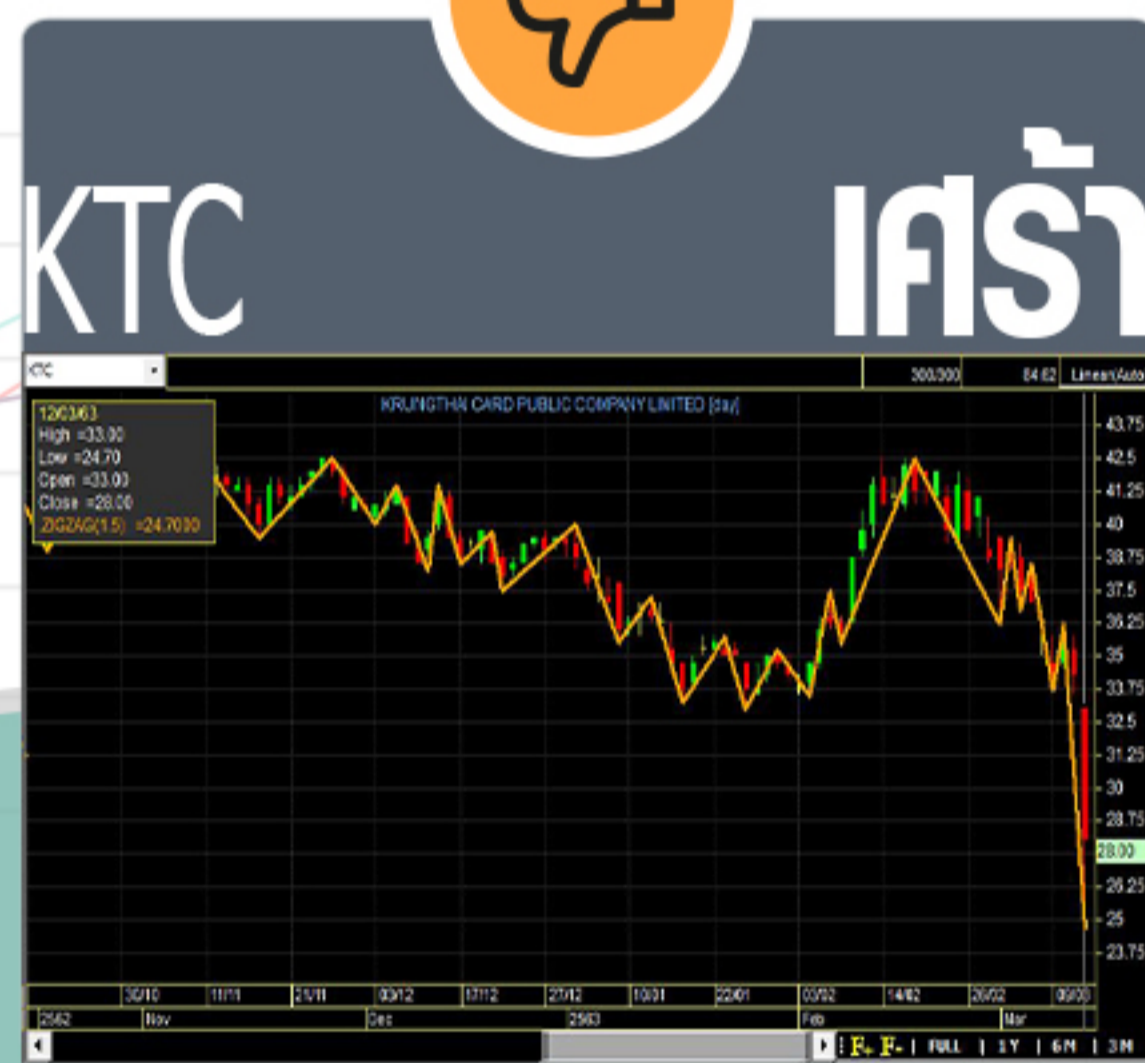 KTC
เศร้า
KTC
300/300
84:62
Linear(Auto
KRUNGTHAI CARD PUBLIC COMPANY LIMITED [day]
12/03/63
High =33.00
Low =24.70
Open =33.00
Close =28.00
ZIGZAG(1.5) =24.7000
43.75
42.5
41.25
40
38.75
37.5
36.25
35
33.75
32.5
31.25
30
28.75
28.00
26.25
25
23.75
30/10 11/11 21/11 03/12 17/12 27/12 10/01 22/01 03/02 14/02 26/02 06/03
2562 Nov Dec 2563 Feb Mar
F+ F- | FULL | 1Y | 6M | 3M